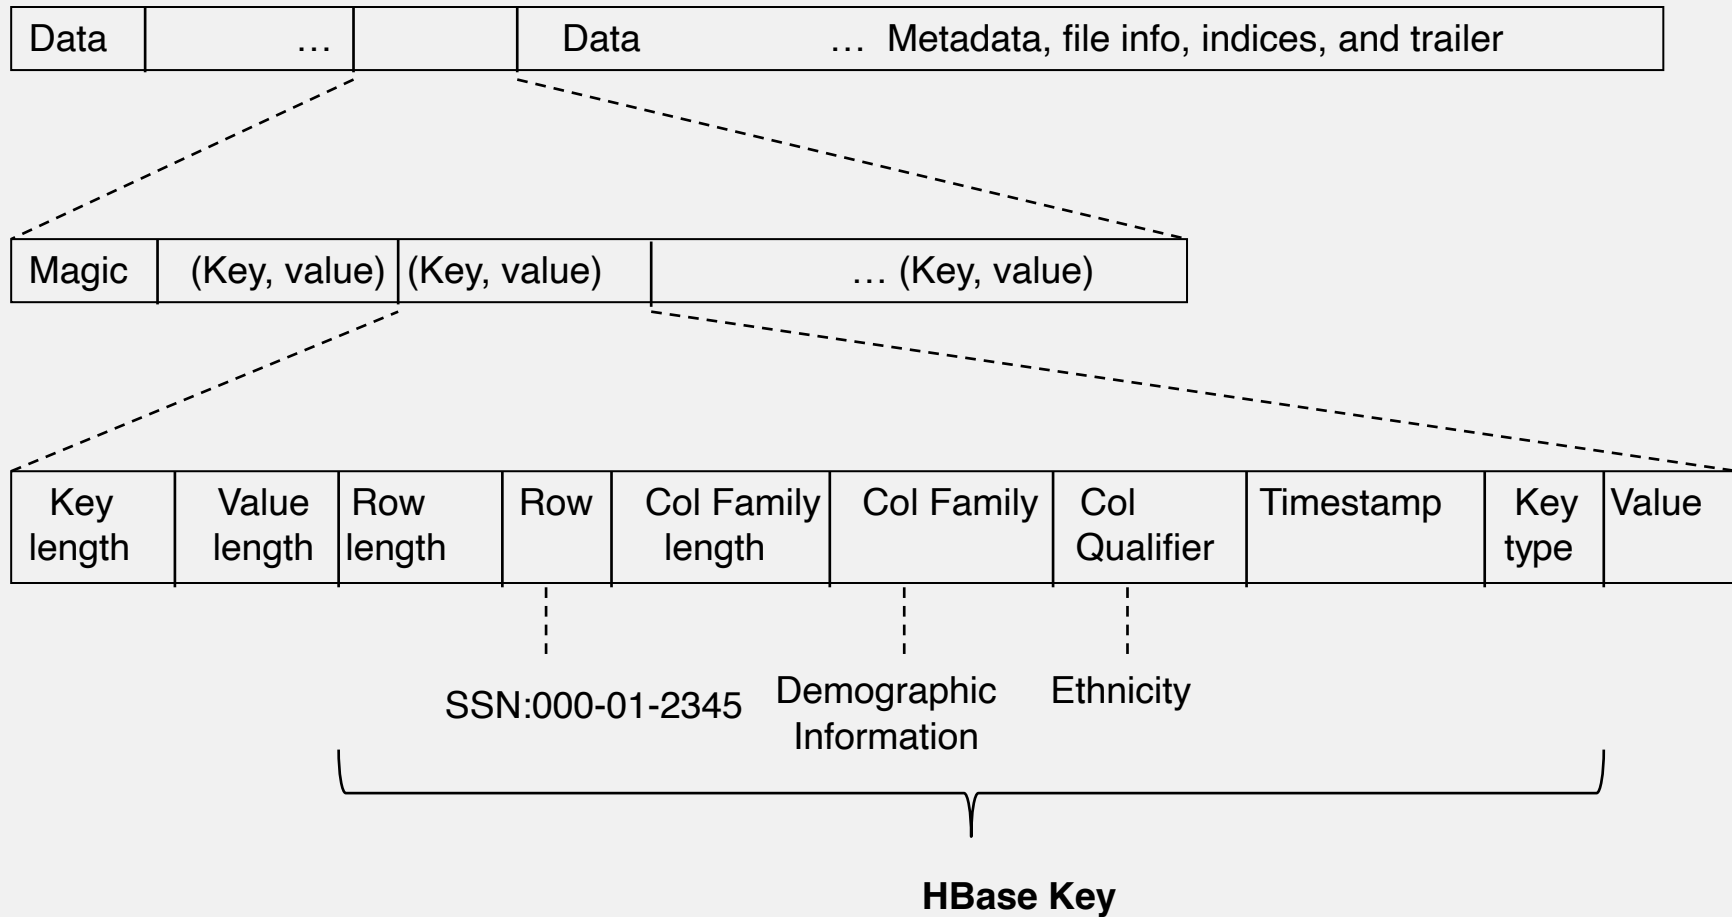 Data … Data … Metadata, file info, indices, and trailer
Magic (Key, value) (Key, value) … (Key, value)
Key length
Value length
Row length
Row
Col Family length
Col Family
Col Qualifier
Timestamp
Key type
Value
SSN:000-01-2345
Demographic
Information
Ethnicity
HBase Key